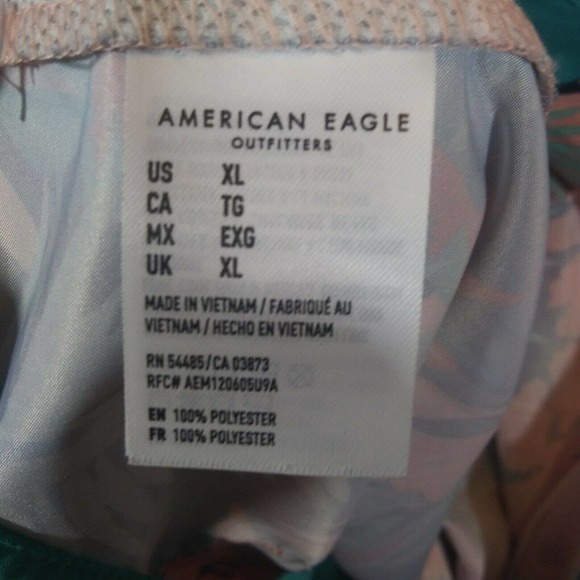 AMERICAN EAGLE
OUTFITTERS
US XL
CA TG
MX EXG
UK XL
MADE IN VIETNAM / FABRIQUÉ AU
VIETNAM / HECHO EN VIETNAM
RN 54485/CA 03873
RFC# AEM120605U9A
EN 100% POLYESTER
FR 100% POLYESTER